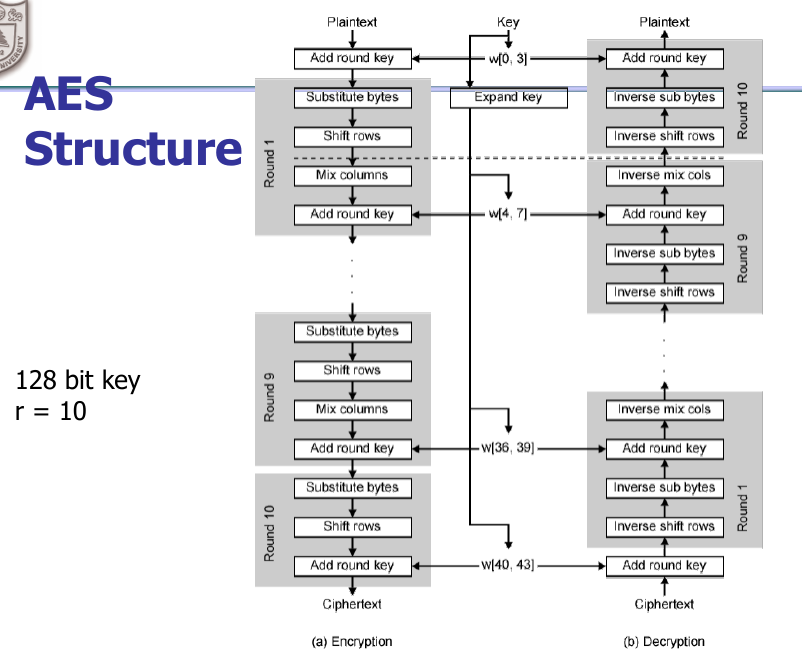 UNIVERSITY
AES
Structure
128 bit key
r = 10
Plaintext
Add round key
Round 1
Substitute bytes
Shift rows
Mix columns
Add round key
Round 9
Substitute bytes
Shift rows
Mix columns
Add round key
Round 10
Substitute bytes
Shift rows
Add round key
Ciphertext
(a) Encryption
Key
w[0, 3]
Expand key
w[4, 7]
w[36, 39]
w[40, 43]
Plaintext
Add round key
Inverse sub bytes
Inverse shift rows
Round 10
Inverse mix cols
Add round key
Inverse sub bytes
Inverse shift rows
Round 9
Inverse mix cols
Add round key
Inverse sub bytes
Inverse shift rows
Round 1
Add round key
Ciphertext
(b) Decryption